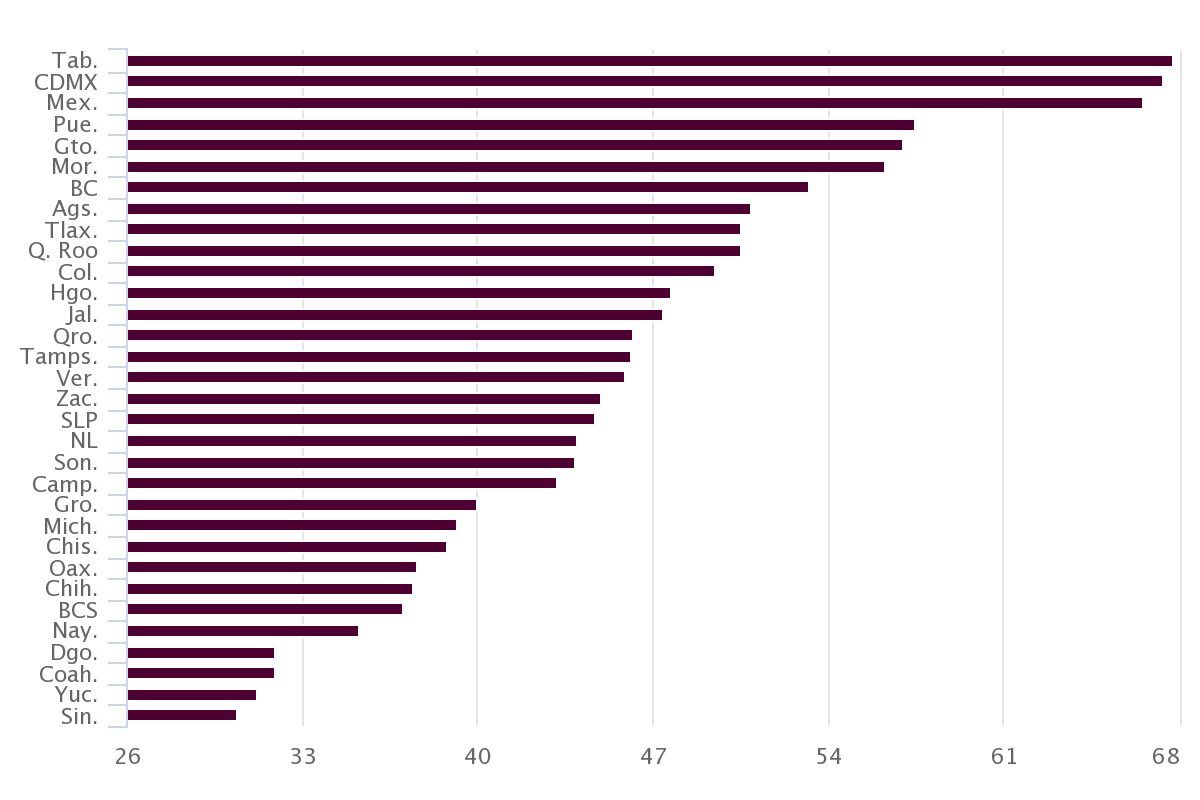 Tab.
CDMX
Mex.
Pue.
Gto.
Mor.
BC
Ags.
Tlax.
Q. Roo
Col.
Hgo.
Jal.
Qro.
Tamps.
Ver.
Zac.
SLP
NL
Son.
Camp.
Gro.
Mich.
Chis.
Oax.
Chih.
BCS
Nay.
Dgo.
Coah.
Yuc.
Sin.
26 33 40 47 54 61 68